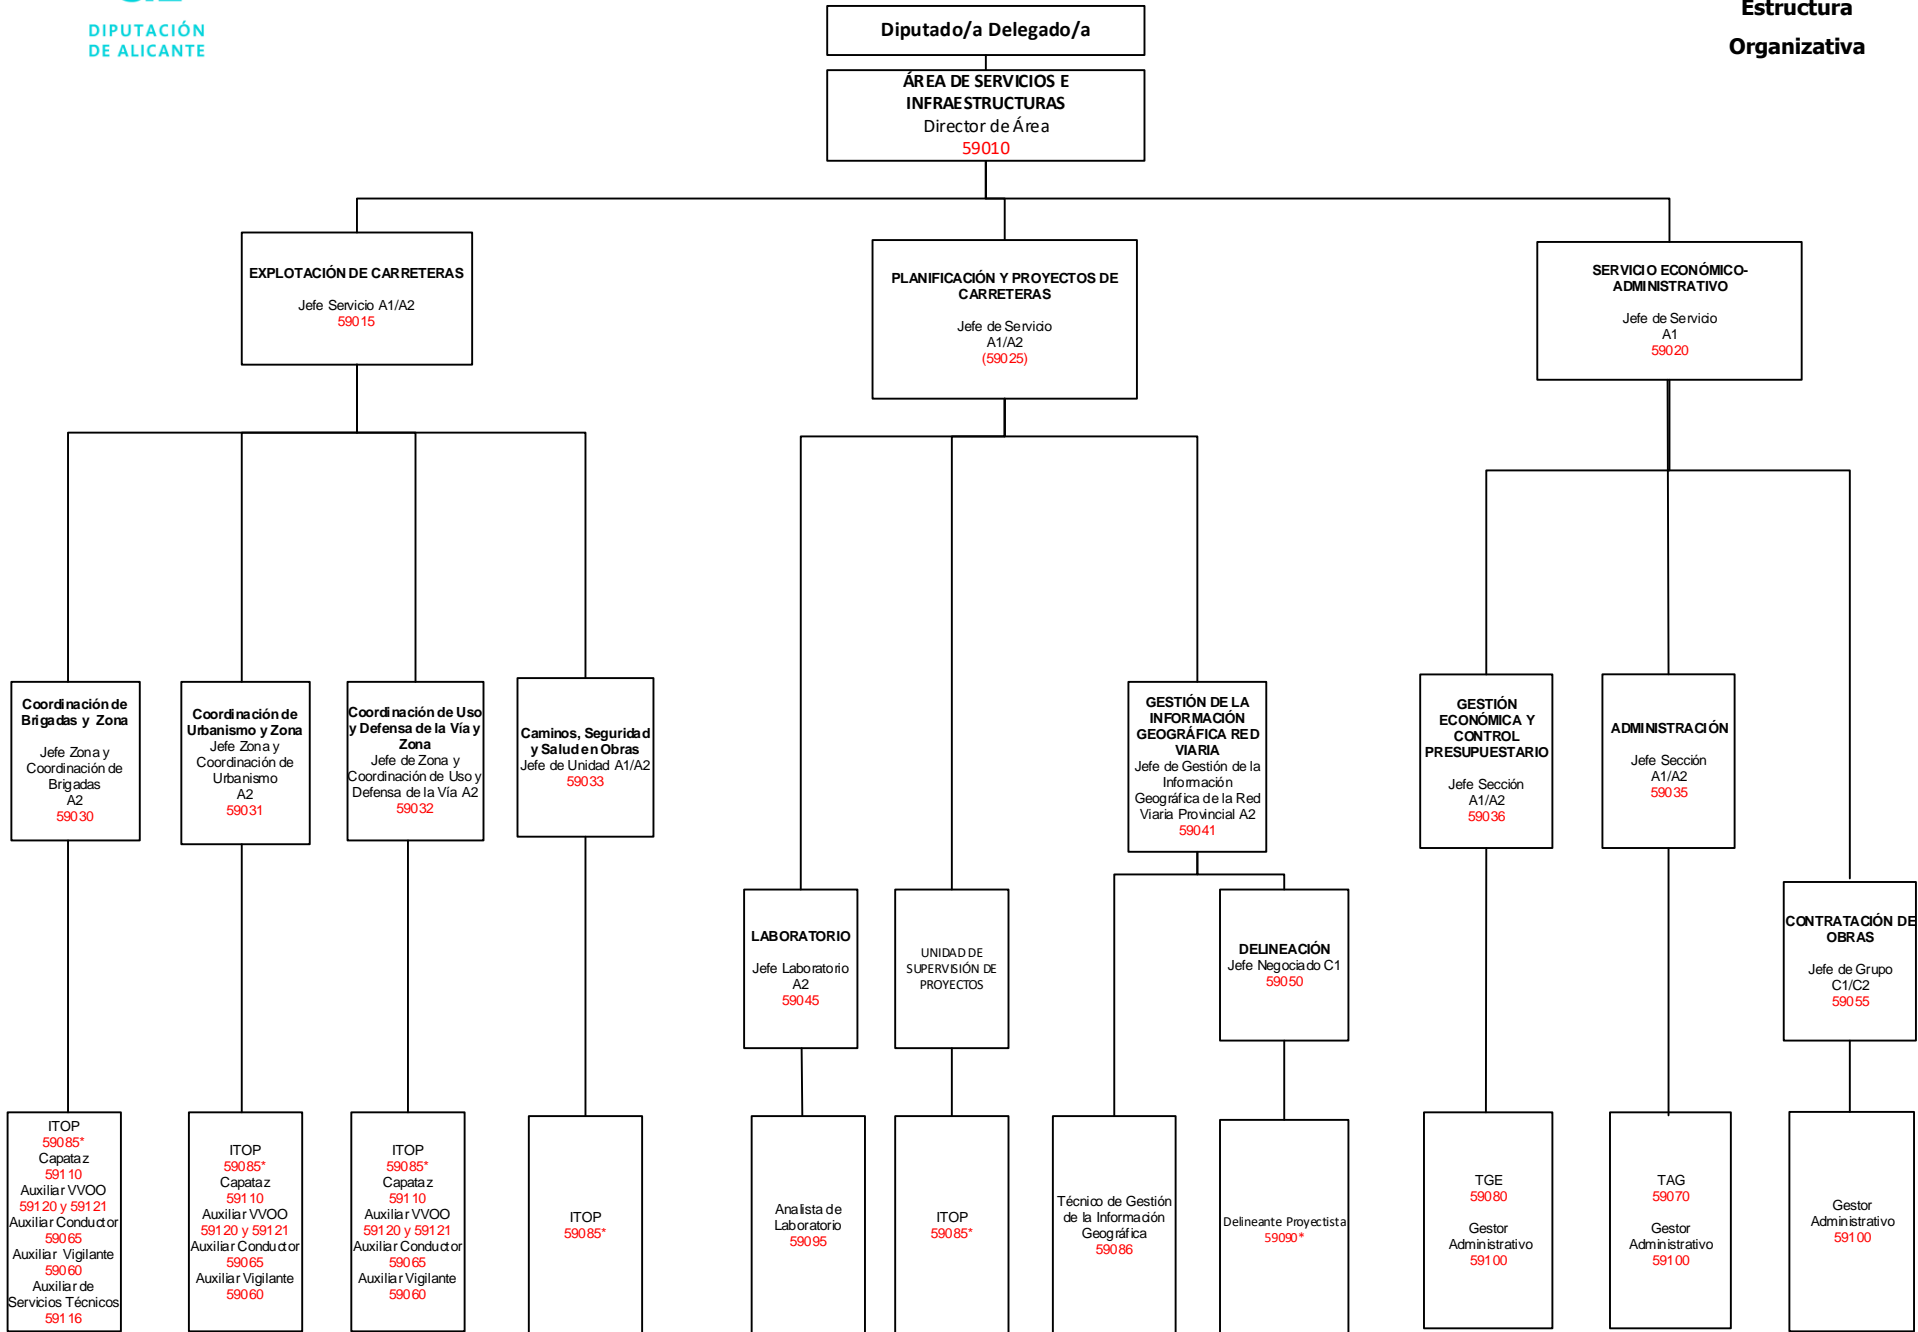 DIPUTACIÓN
DE ALICANTE
Estructura
Organizativa
Diputado/a Delegado/a
ÁREA DE SERVICIOS E
INFRAESTRUCTURAS
Director de Área
59010
EXPLOTACIÓN DE CARRETERAS
Jefe Servicio A1/A2
59015
PLANIFICACIÓN Y PROYECTOS DE
CARRETERAS
Jefe de Servicio
A1/A2
(59025)
SERVICIO ECONÓMICO-
ADMINISTRATIVO
Jefe de Servicio
A1
59020
Coordinación de
Brigadas y Zona
Jefe Zona y
Coordinación de
Brigadas
A2
59030
Coordinación de
Urbanismo y Zona
Jefe Zona y
Coordinación de
Urbanismo
A2
59031
Coordinación de Uso
y Defensa de la Vía y
Zona
Jefe de Zona y
Coordinación de Uso y
Defensa de la Vía A2
59032
Caminos, Seguridad
y Salud en Obras
Jefe de Unidad A1/A2
59033
GESTIÓN DE LA
INFORMACIÓN
GEOGRÁFICA RED
VIARIA
Jefe de Gestión de la
Información
Geográfica de la Red
Viaria Provincial A2
59041
GESTIÓN
ECONÓMICA Y
CONTROL
PRESUPUESTARIO
Jefe Sección
A1/A2
59036
ADMINISTRACIÓN
Jefe Sección
A1/A2
59035
LABORATORIO
Jefe Laboratorio
A2
59045
UNIDAD DE
SUPERVISIÓN DE
PROYECTOS
DELINEACIÓN
Jefe Negociado C1
59050
CONTRATACIÓN DE
OBRAS
Jefe de Grupo
C1/C2
59055
ITOP
59085*
Capataz
59110
Auxiliar VVOO
59120 y 59121
Auxiliar Conductor
59065
Auxiliar Vigilante
59060
Auxiliar de
Servicios Técnicos
59116
ITOP
59085*
Capataz
59110
Auxiliar VVOO
59120 y 59121
Auxiliar Conductor
59065
Auxiliar Vigilante
59060
ITOP
59085*
Capataz
59110
Auxiliar VVOO
59120 y 59121
Auxiliar Conductor
59065
Auxiliar Vigilante
59060
ITOP
59085*
Analista de
Laboratorio
59095
ITOP
59085*
Técnico de Gestión
de la Información
Geográfica
59086
Delineante Proyectista
59090*
TGE
59080
Gestor
Administrativo
59100
TAG
59070
Gestor
Administrativo
59100
Gestor
Administrativo
59100